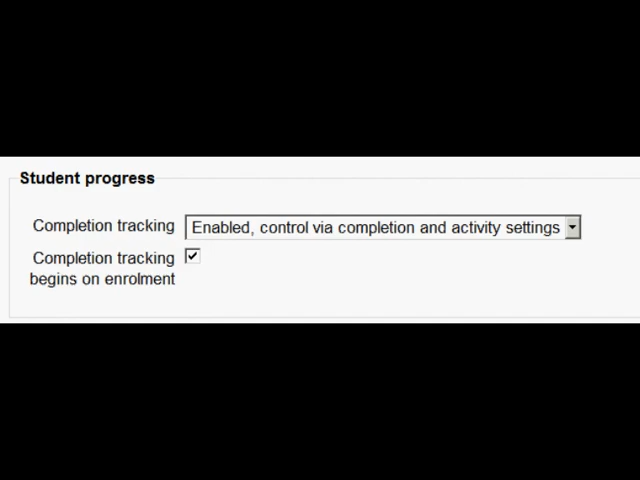 Student progress
Completion tracking Enabled, control via completion and activity settings
Completion tracking
begins on enrolment